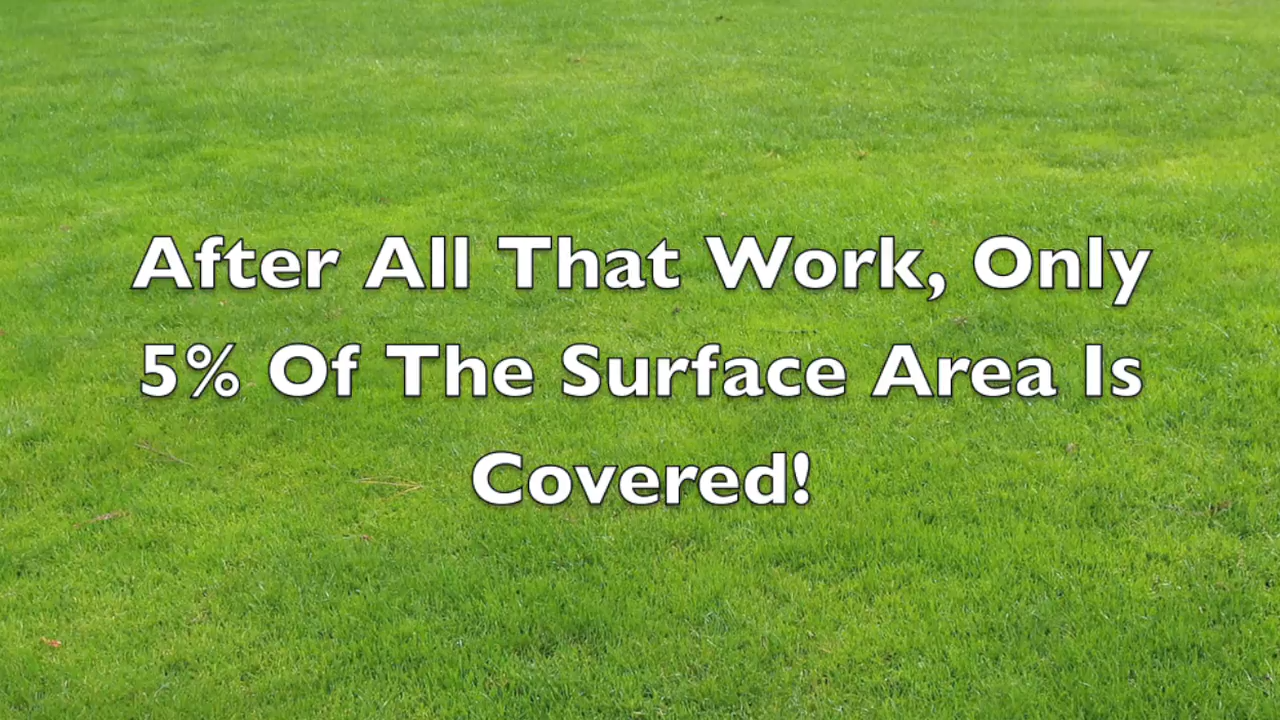 After All That Work, Only
5% Of The Surface Area Is
Covered!